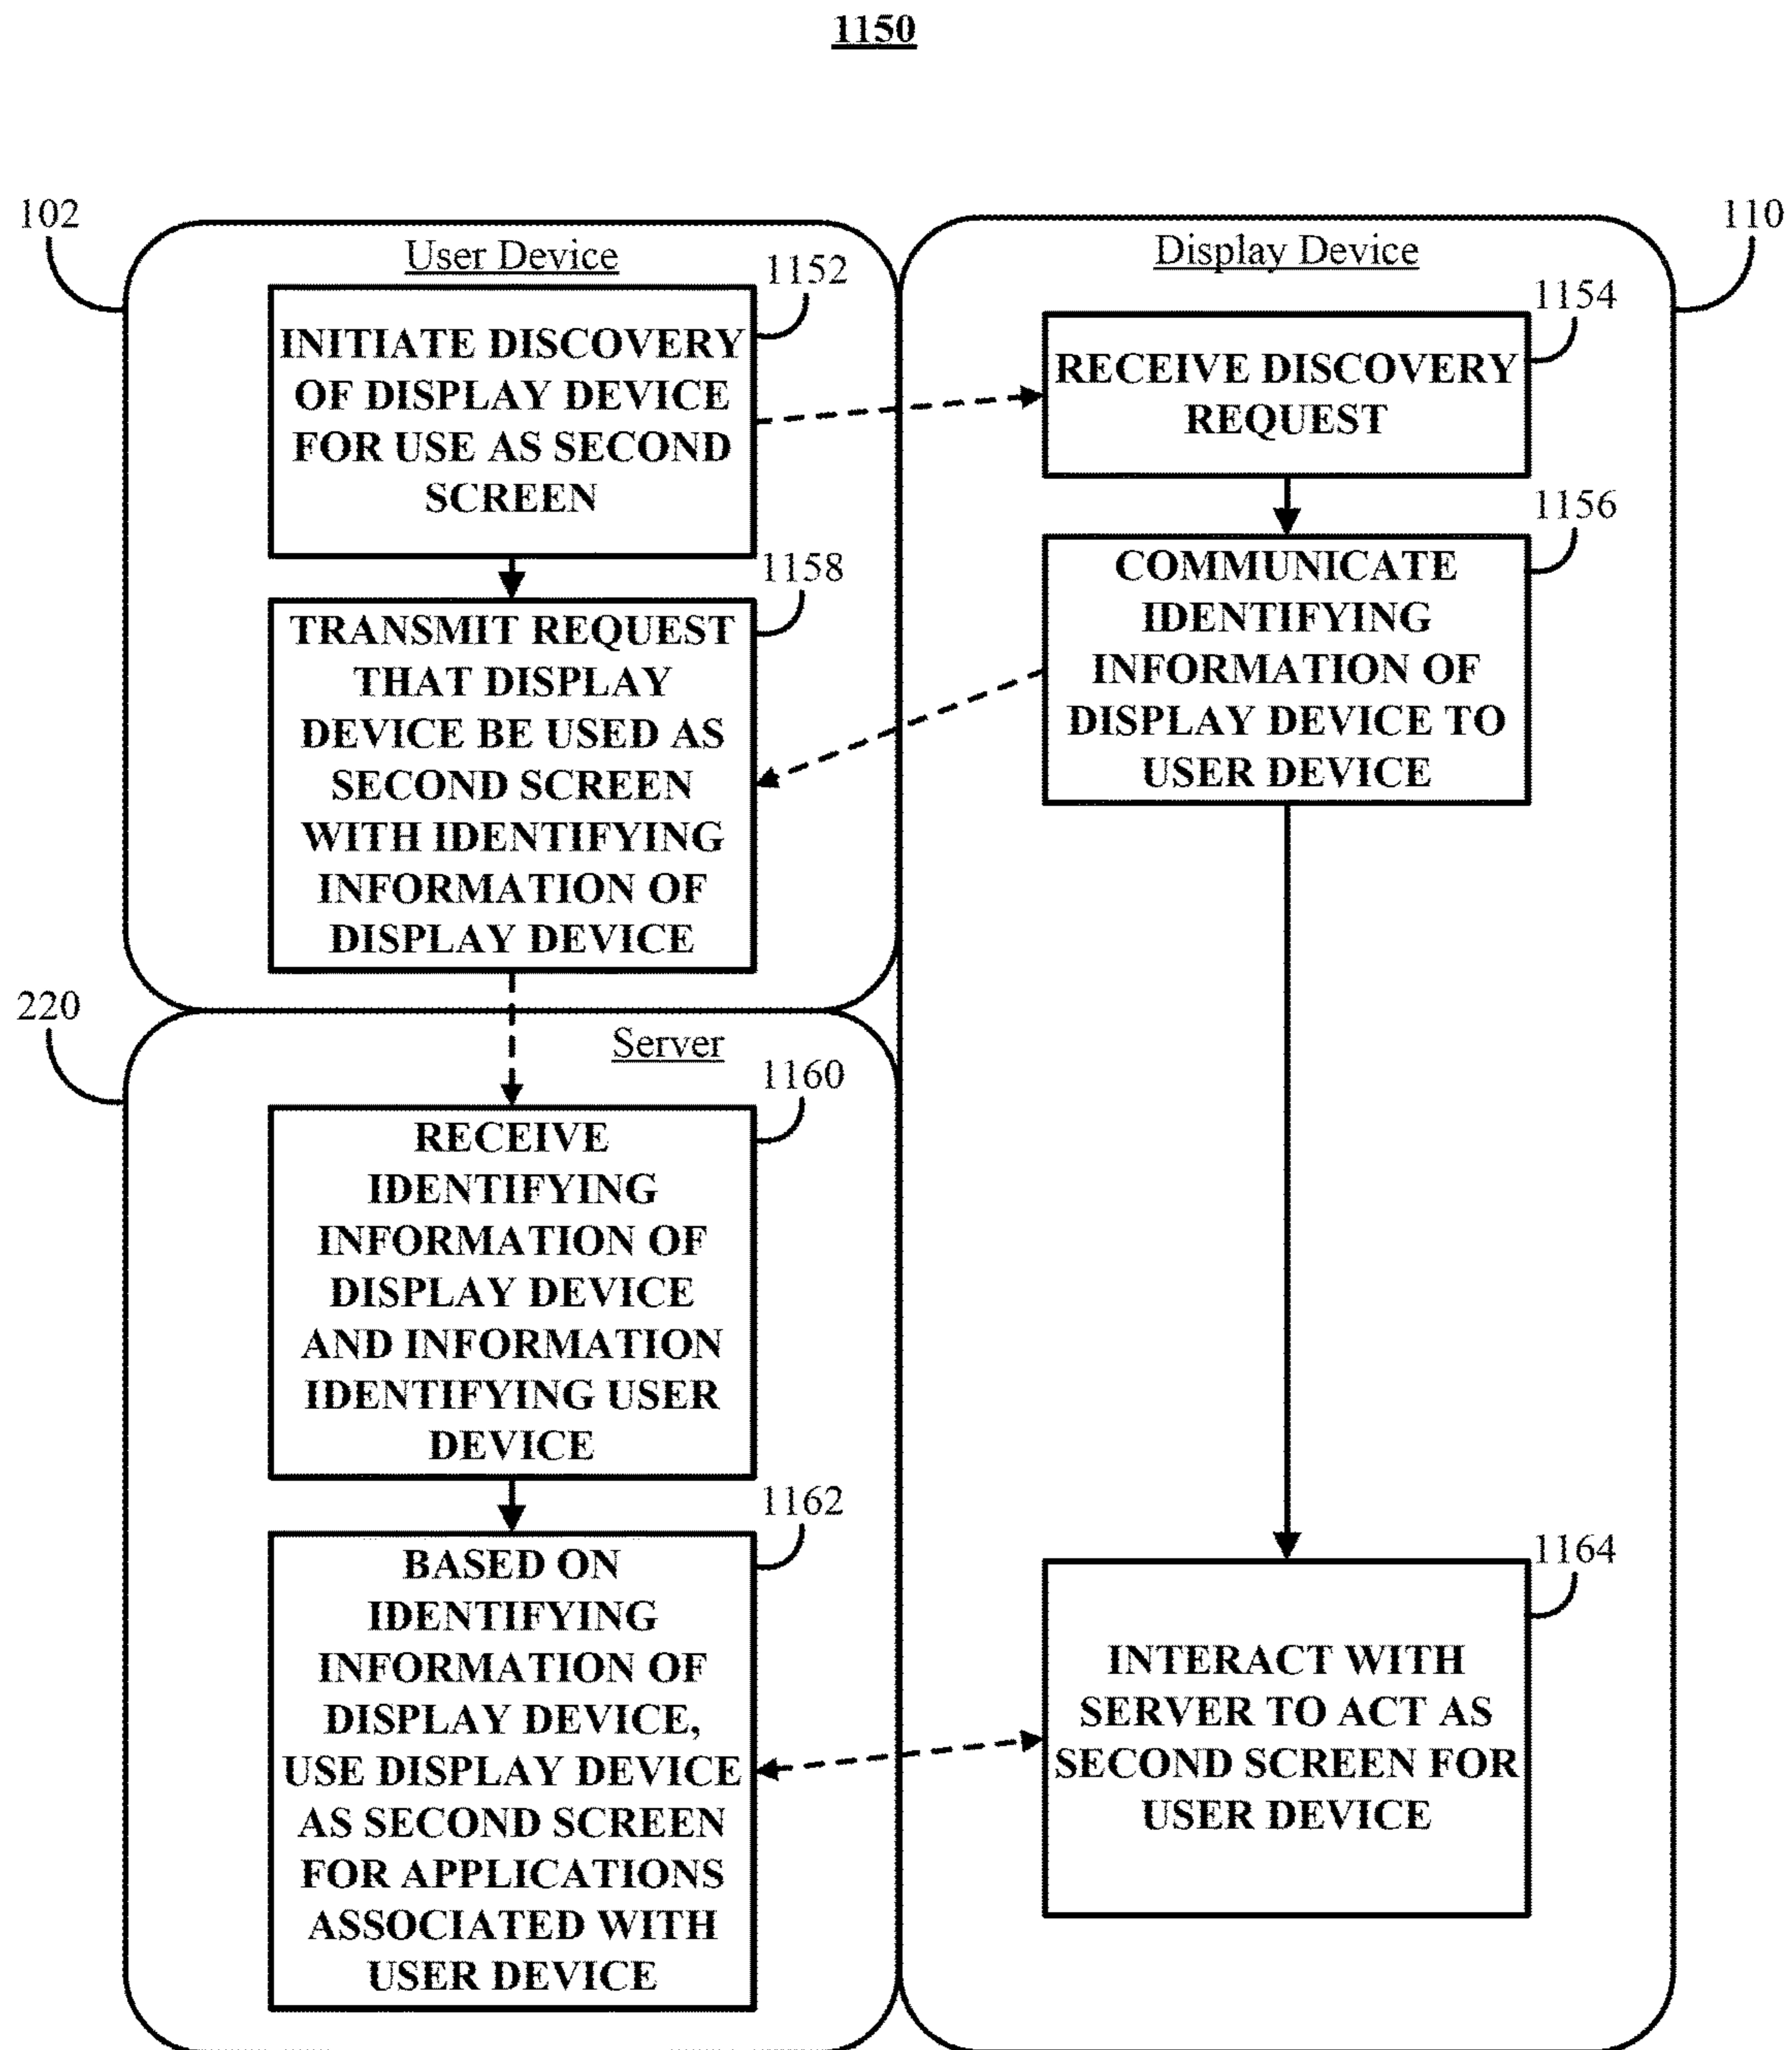 1150
102
User Device
1152
INITIATE DISCOVERY
OF DISPLAY DEVICE
FOR USE AS SECOND
SCREEN
1158
TRANSMIT REQUEST
THAT DISPLAY
DEVICE BE USED AS
SECOND SCREEN
WITH IDENTIFYING
INFORMATION OF
DISPLAY DEVICE
Display Device
110
1154
RECEIVE DISCOVERY
REQUEST
1156
COMMUNICATE
IDENTIFYING
INFORMATION OF
DISPLAY DEVICE TO
USER DEVICE
220
Server
1160
RECEIVE
IDENTIFYING
INFORMATION OF
DISPLAY DEVICE
AND INFORMATION
IDENTIFYING USER
DEVICE
1162
BASED ON
IDENTIFYING
INFORMATION OF
DISPLAY DEVICE,
USE DISPLAY DEVICE
AS SECOND SCREEN
FOR APPLICATIONS
ASSOCIATED WITH
USER DEVICE
1164
INTERACT WITH
SERVER TO ACT AS
SECOND SCREEN FOR
USER DEVICE